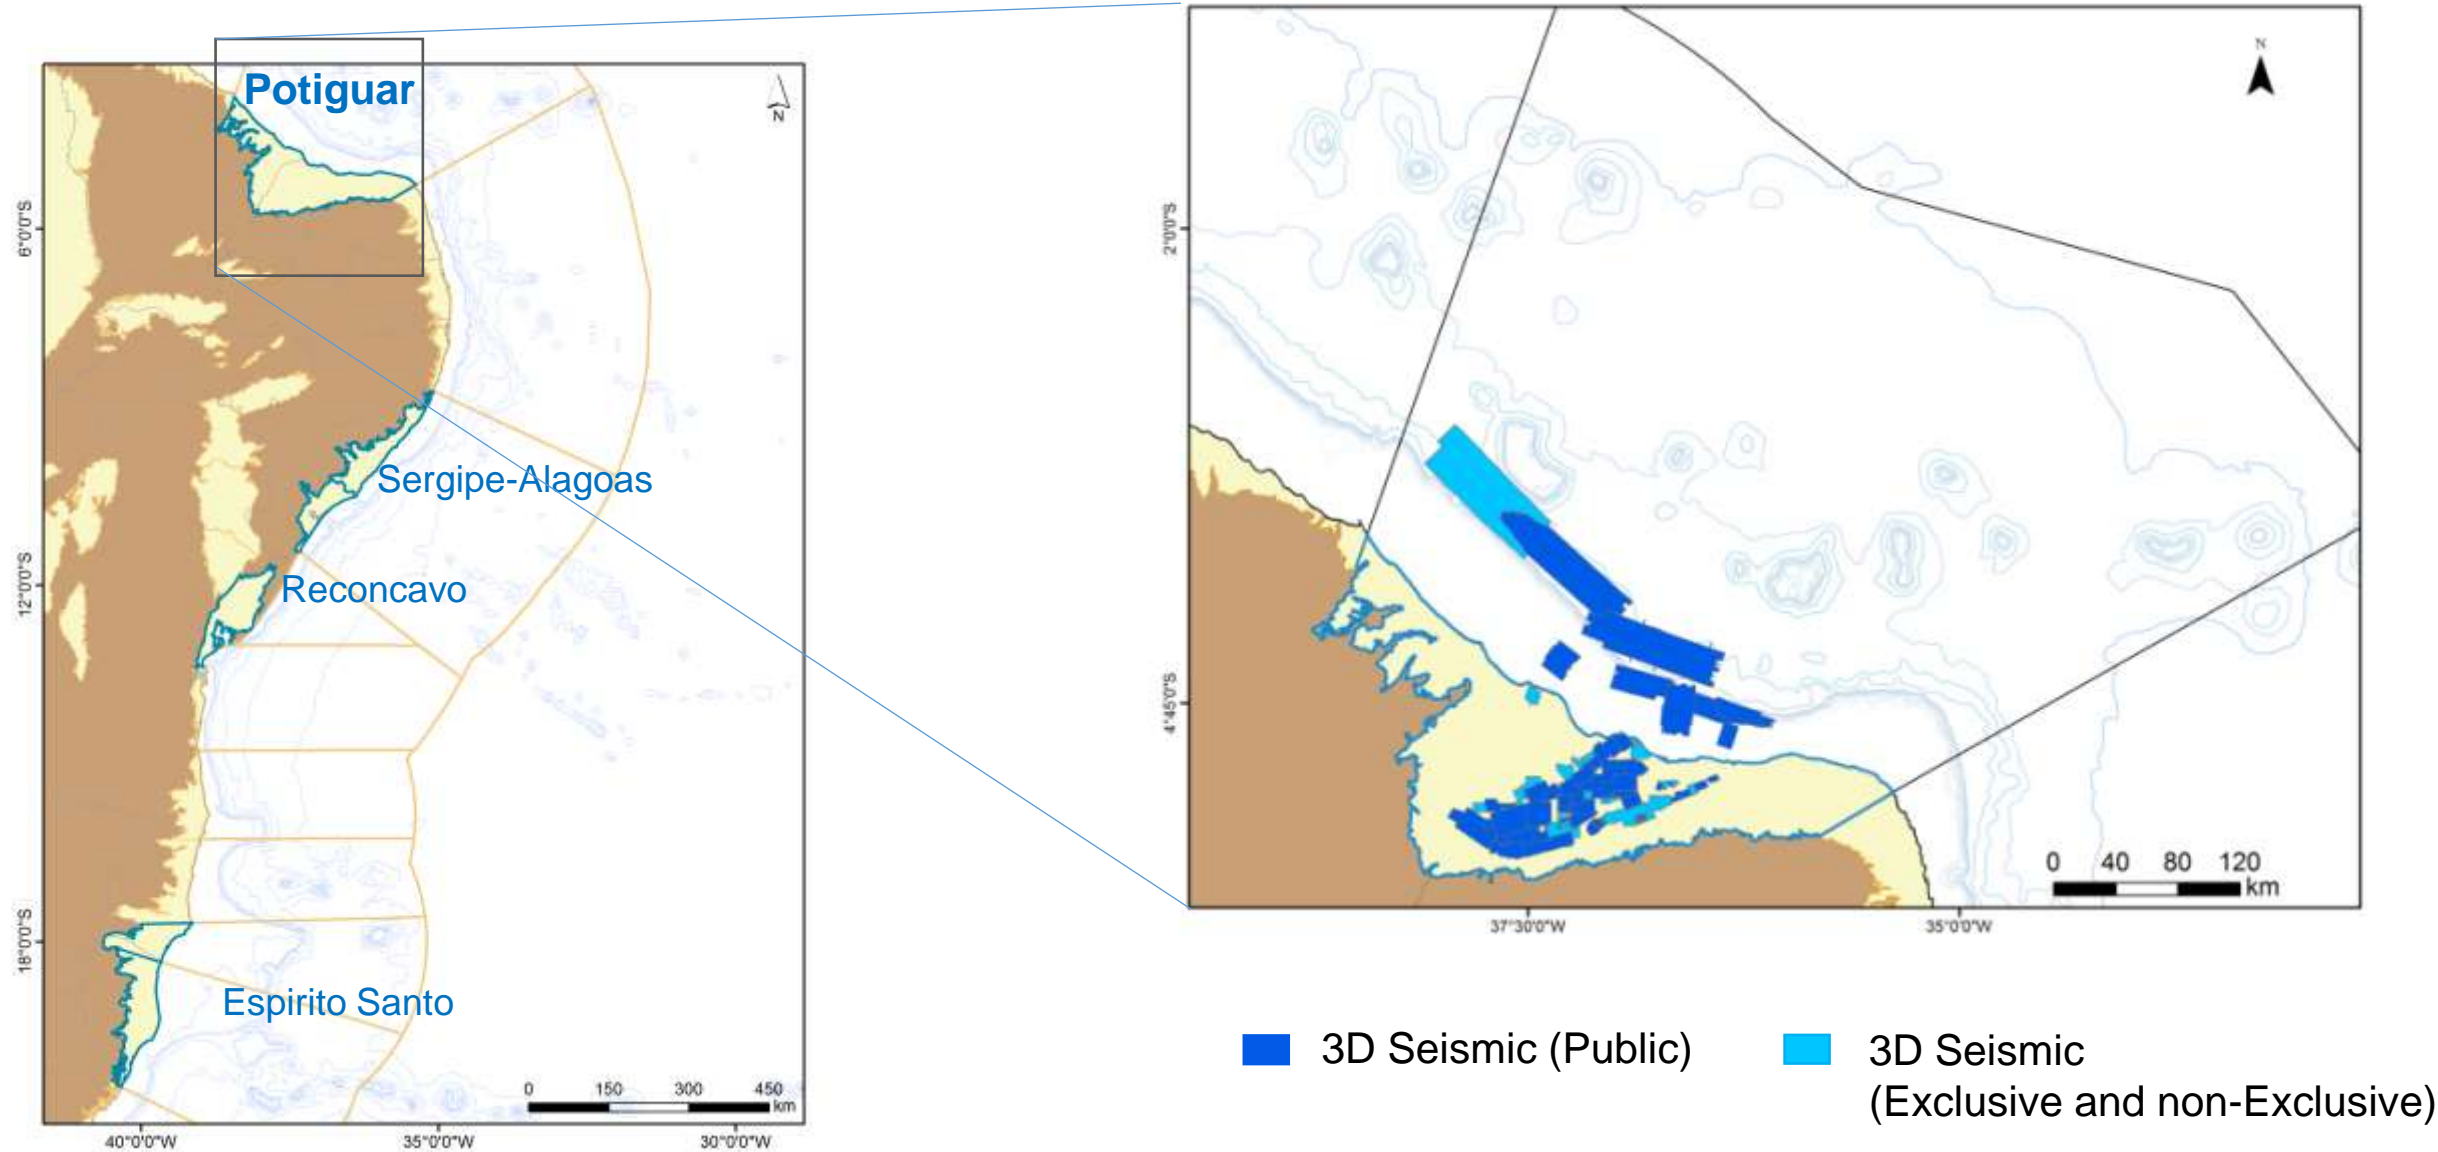 Potiguar
N
6°0'0"S
Sergipe-Alagoas
Reconcavo
12°0'0"S
18°0'0"S
Espirito Santo
0 150 300 450
km
40°0'0"W 35°0'0"W 30°0'0"W
N
2°0'0"S
4°45'0"S
0 40 80 120
km
37°30'0"W 35°0'0"W
3D Seismic (Public)
3D Seismic
(Exclusive and non-Exclusive)